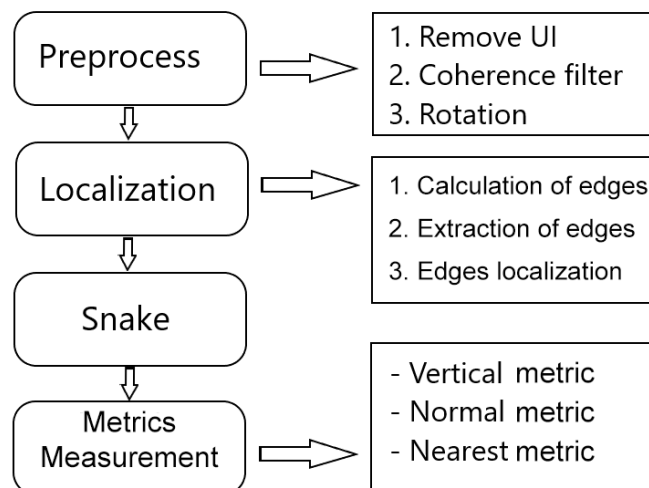 Preprocess
1. Remove UI
2. Coherence filter
3. Rotation
Localization
1. Calculation of edges
2. Extraction of edges
3. Edges localization
Snake
Metrics
Measurement
- Vertical metric
- Normal metric
- Nearest metric